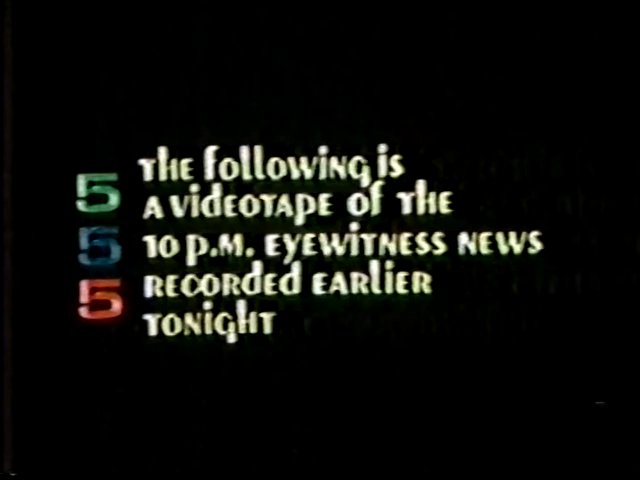 5 5 5
The following is
a videotape of the
10 p.m. eyewitness news
recorded earlier
tonight